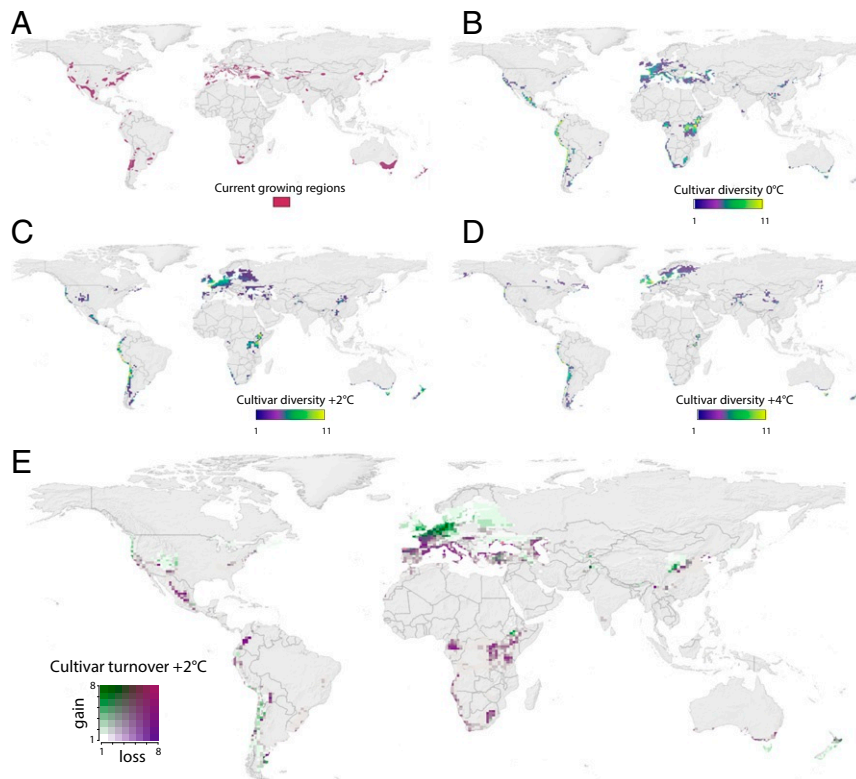 A
B
Current growing regions
Cultivar diversity 0°C
1 11
C
D
Cultivar diversity +2°C
1 11
Cultivar diversity +4°C
1 11
E
Cultivar turnover +2°C
8
gain
1
1 8
loss